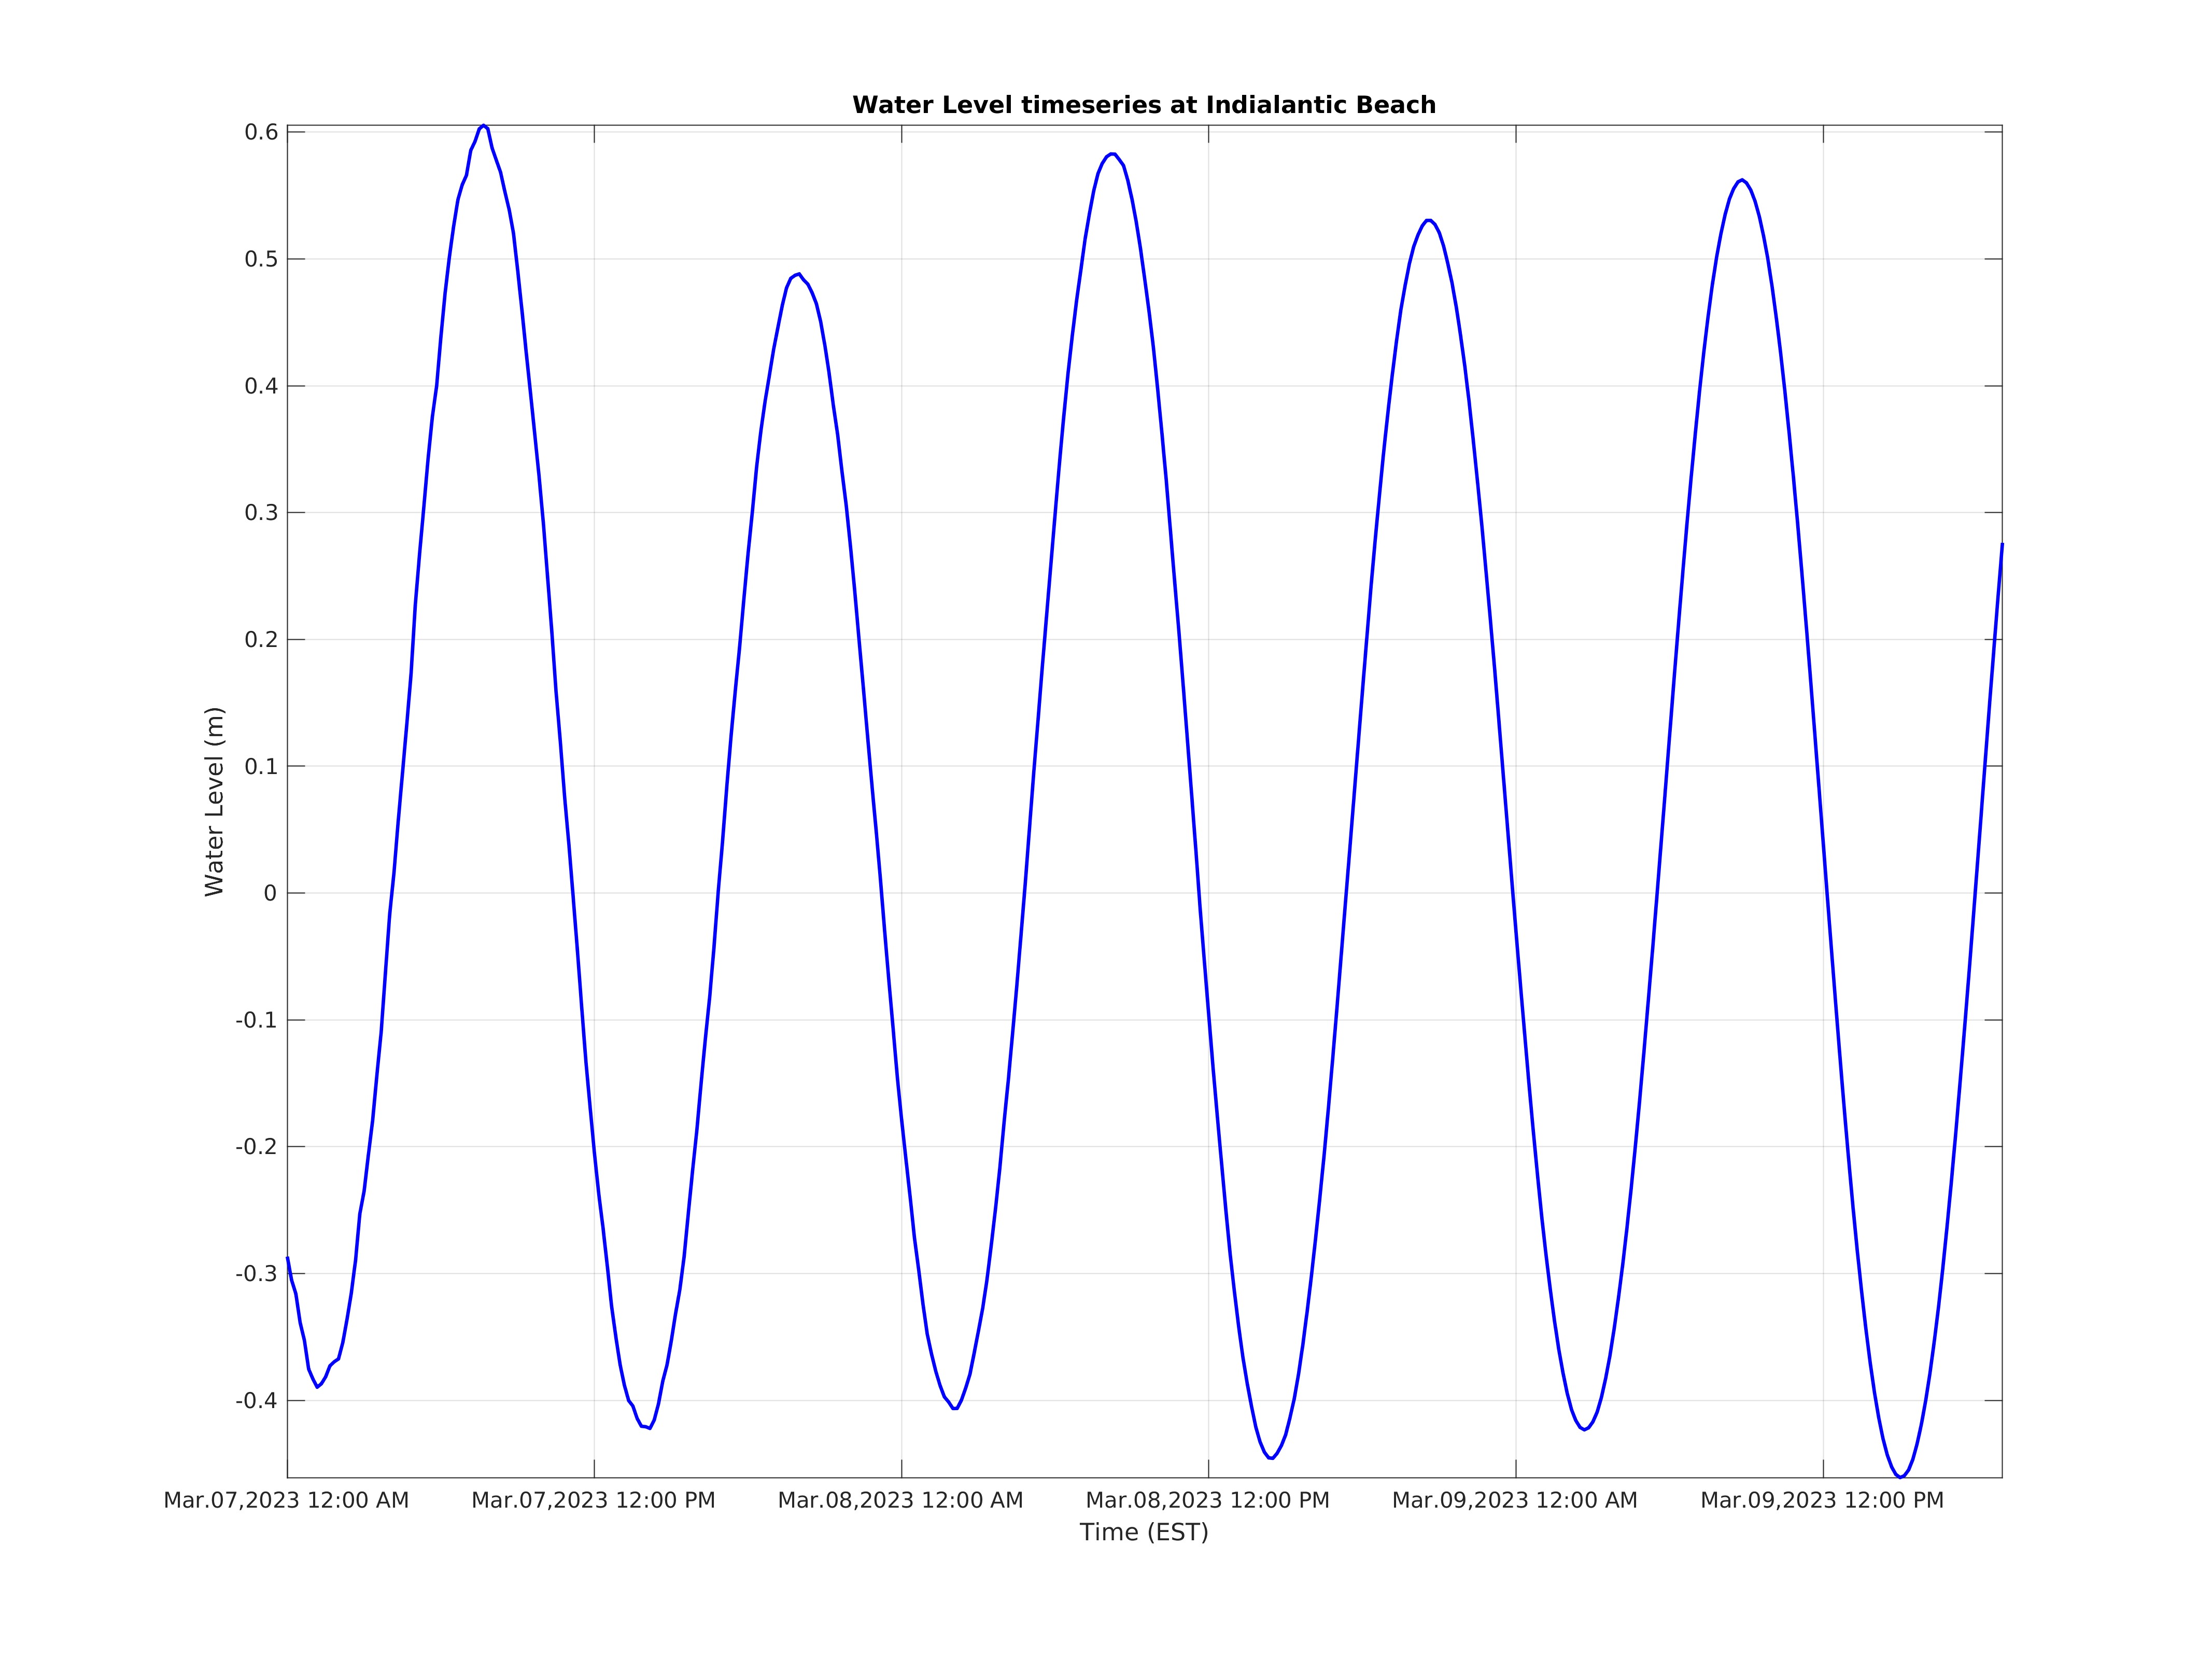 Water Level timeseries at Indialantic Beach
0.6
0.5
0.4
0.3
0.2
0.1
0
-0.1
-0.2
-0.3
-0.4
Water Level (m)
Mar.07,2023 12:00 AM
Mar.07,2023 12:00 PM
Mar.08,2023 12:00 AM
Mar.08,2023 12:00 PM
Mar.09,2023 12:00 AM
Mar.09,2023 12:00 PM
Time (EST)